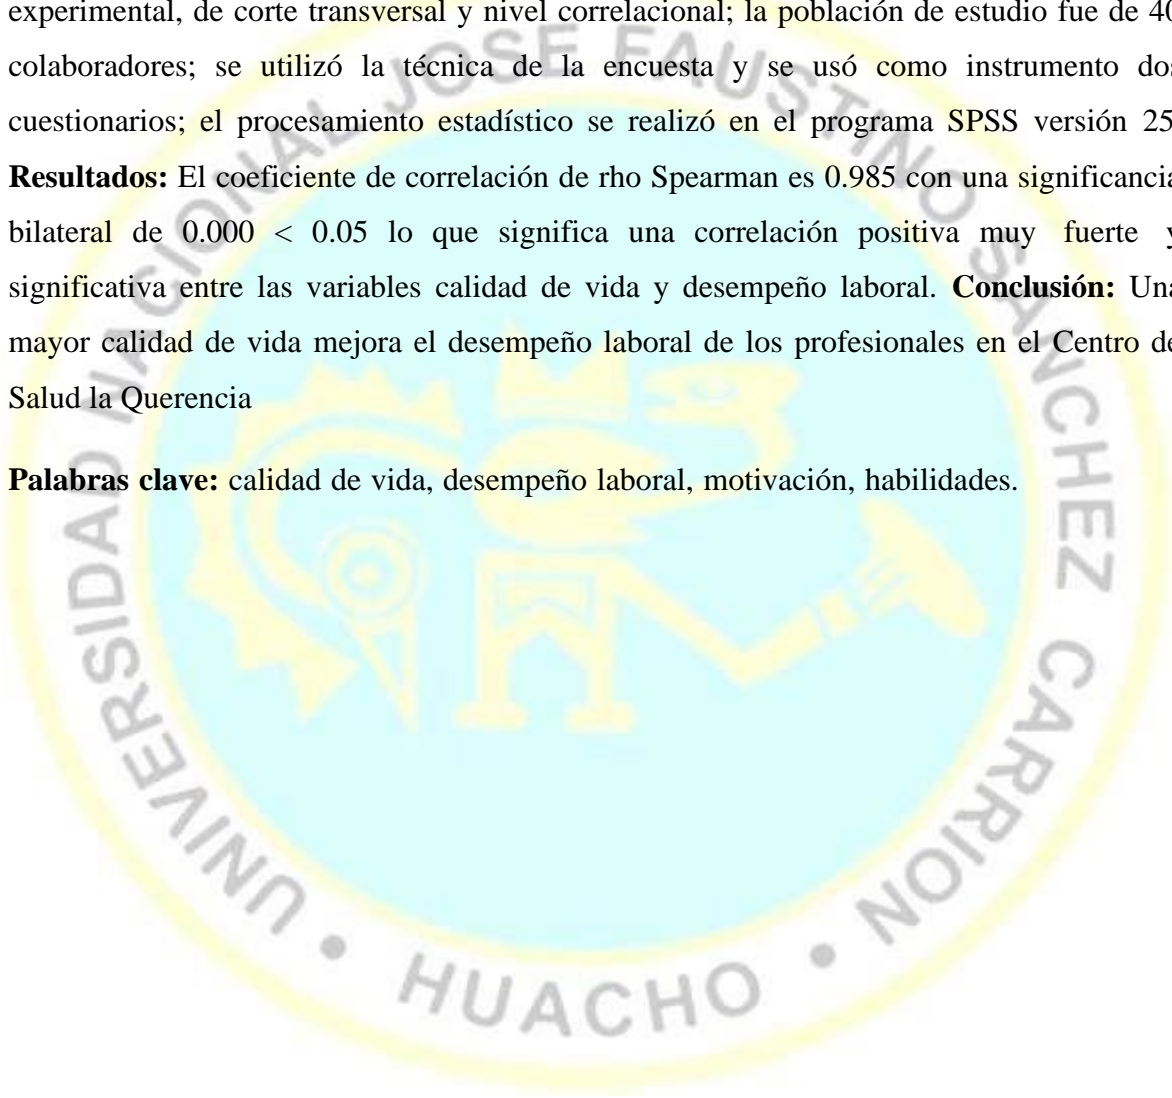 experimental, de corte transversal y nivel correlacional; la población de estudio fue de 40
colaboradores; se utilizó la técnica de la encuesta y se usó como instrumento dos
cuestionarios; el procesamiento estadístico se realizó en el programa SPSS versión 25
Resultados: El coeficiente de correlación de rho Spearman es 0.985 con una significancia
bilateral de 0.000 < 0.05 lo que significa una correlación positiva muy fuerte y
significativa entre las variables calidad de vida y desempeño laboral. Conclusión: Una
mayor calidad de vida mejora el desempeño laboral de los profesionales en el Centro de
Salud la Querencia
Palabras clave: calidad de vida, desempeño laboral, motivación, habilidades.
UNIVERSIDAD NACIONAL JOSE FAUSTINO SANCHEZ CARRION
• HUACHO •